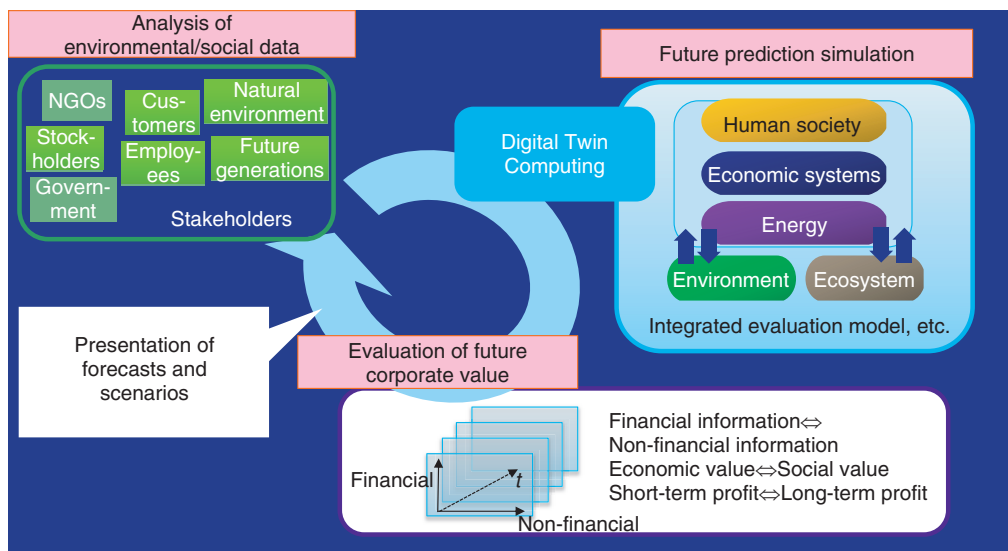 Analysis of
environmental/social data
NGOs
Cus-
tomers
Natural
environment
Stock-
holders
Employ-
ees
Future
generations
Govern-
ment
Stakeholders
Digital Twin
Computing
Future prediction simulation
Human society
Economic systems
Energy
Environment
Ecosystem
Integrated evaluation model, etc.
Presentation of
forecasts and
scenarios
Evaluation of future
corporate value
Financial
t
Non-financial
Financial information⇔
Non-financial information
Economic value⇔Social value
Short-term profit⇔Long-term profit